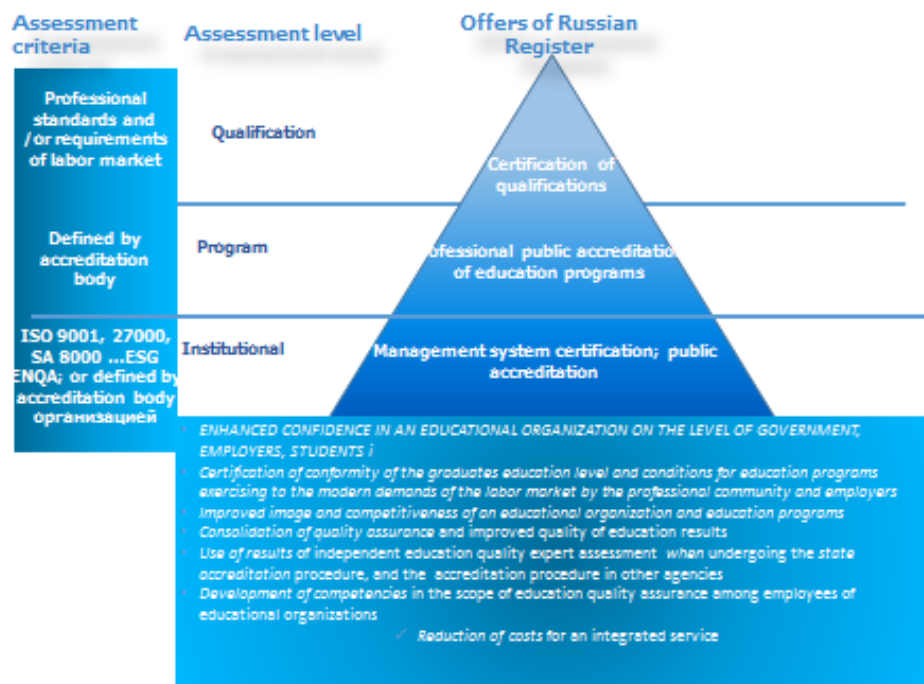 Assessment
criteria
Assessment level
Offers of Russian
Register
Professional
standards and
/or requirements
of labor market
Qualification
Certification of
qualifications
Defined by
accreditation
body
Program
ofessional public accreditation
of education programs
ISO 9001, 27000,
SA 8000 ...ESG
ENQA; or defined by
accreditation body
организацией
Institutional
Management system certification; public
accreditation
ENHANCED CONFIDENCE IN AN EDUCATIONAL ORGANIZATION ON THE LEVEL OF GOVERNMENT,
EMPLOYERS, STUDENTS i
Certification of conformity of the graduates education level and conditions for education programs
exercising to the modern demands of the labor market by the professional community and employers
Improved image and competitiveness of an educational organization and education programs
Consolidation of quality assurance and improved quality of education results
Use of results of independent education quality expert assessment when undergoing the state
accreditation procedure, and the accreditation procedure in other agencies
Development of competencies in the scope of education quality assurance among employees of
educational organizations
✓ Reduction of costs for an integrated service